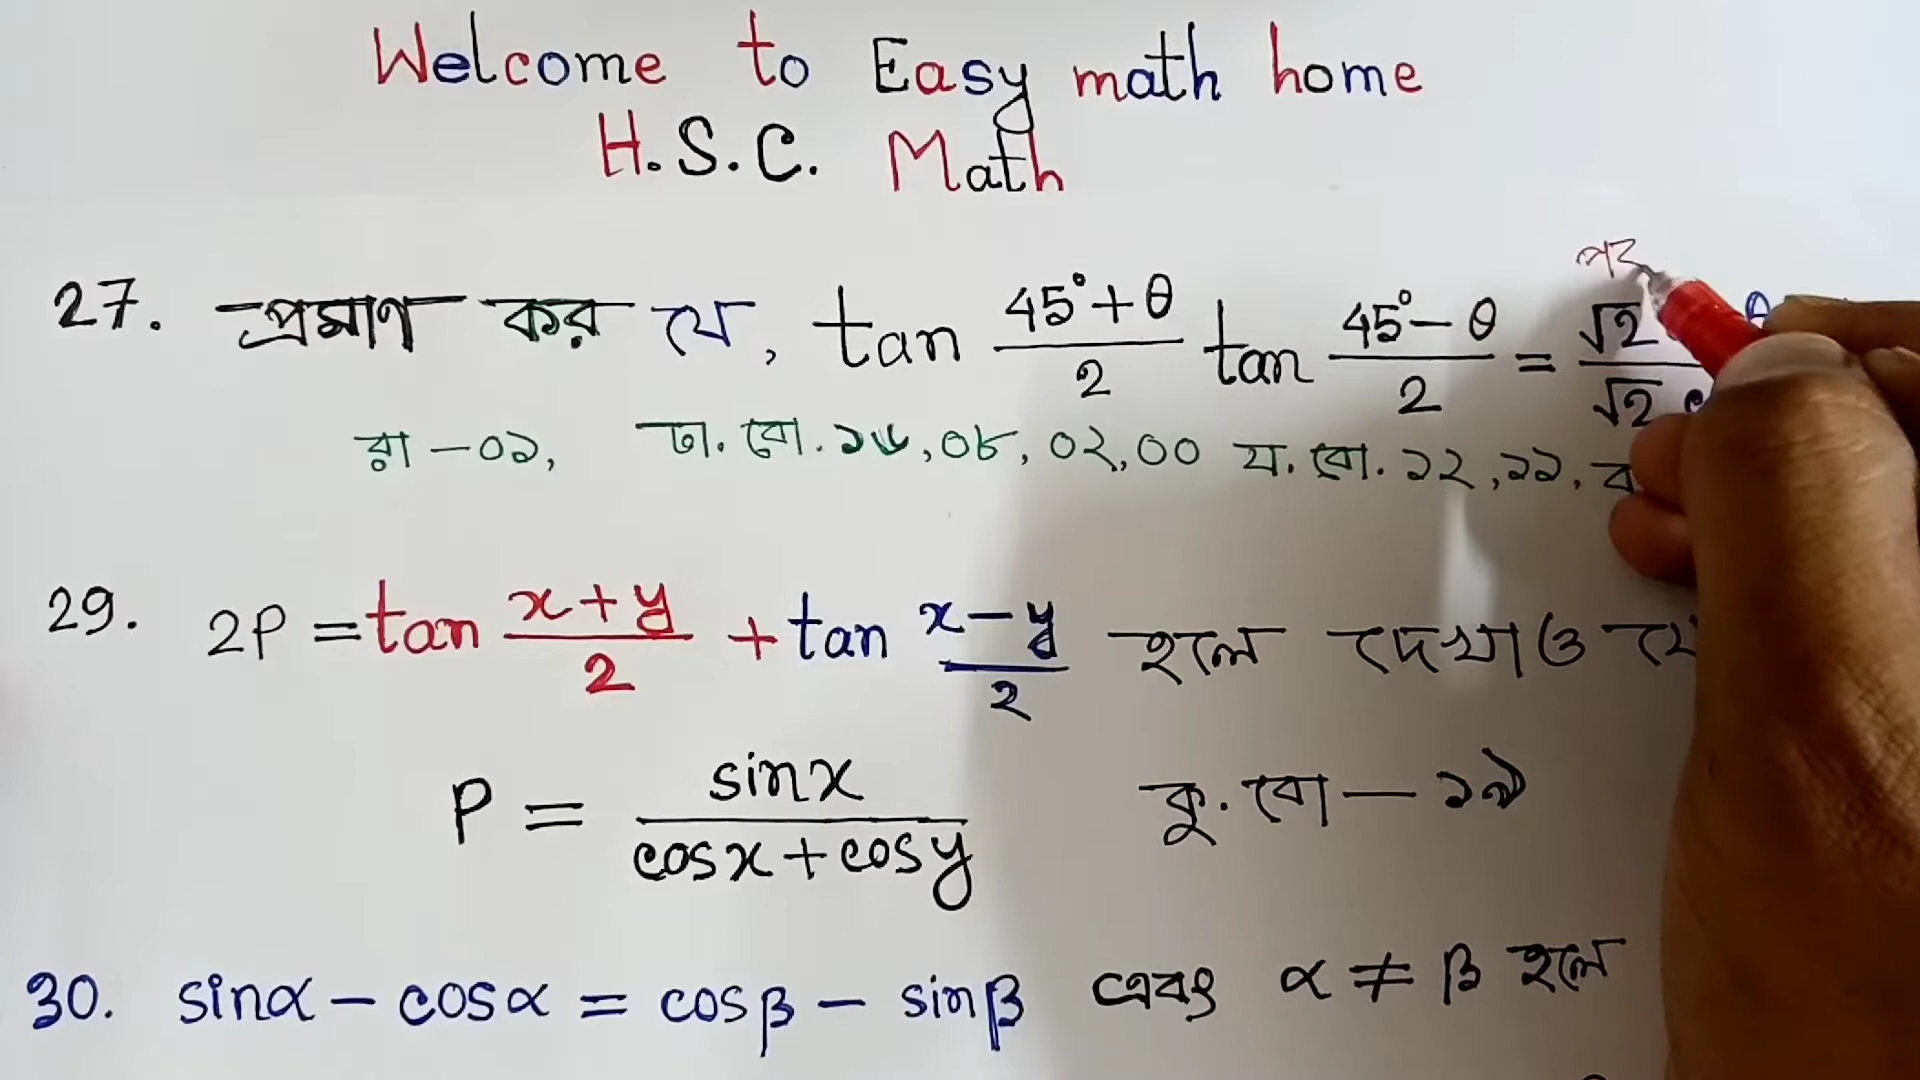 Welcome to Easy math home
H.S.C. Math
27. প্রমাণ কর যে, tan (45°+θ)/2 tan (45°−θ)/2 = √2 θ / √2
রা -০১, ঢা. বো. ১৬, ০৮, ০২, ০০ য. বো. ১২, ১১, ব
29. 2P = tan (x+y)/2 + tan (x−y)/2 হলে দেখাও যে
P = sinx / (cosx + cosy) কু. বো — ১৯
30. sinα − cosα = cosβ − sinβ এবং α ≠ β হলে